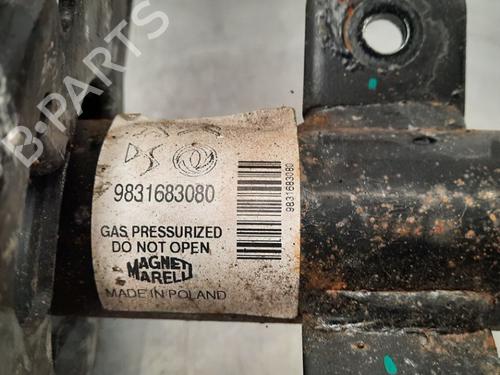 B-PARTS
DS
9831683080
GAS PRESSURIZED
DO NOT OPEN
MAGNETI
MARELLI
MADE IN POLAND
9831683080